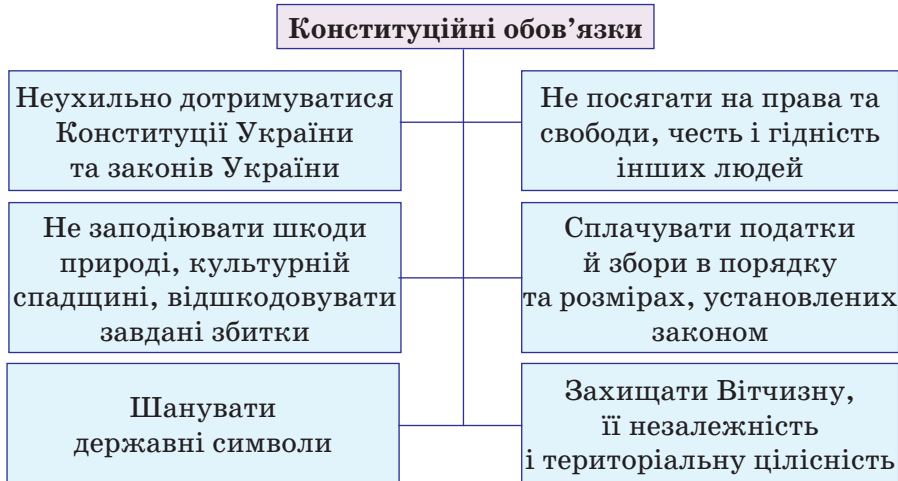 Конституційні обов’язки
Неухильно дотримуватися
Конституції України
та законів України
Не посягати на права та
свободи, честь і гідність
інших людей
Не заподіювати шкоди
природі, культурній
спадщині, відшкодовувати
завдані збитки
Сплачувати податки
й збори в порядку
та розмірах, установлених
законом
Шанувати
державні символи
Захищати Вітчизну,
її незалежність
і територіальну цілісність